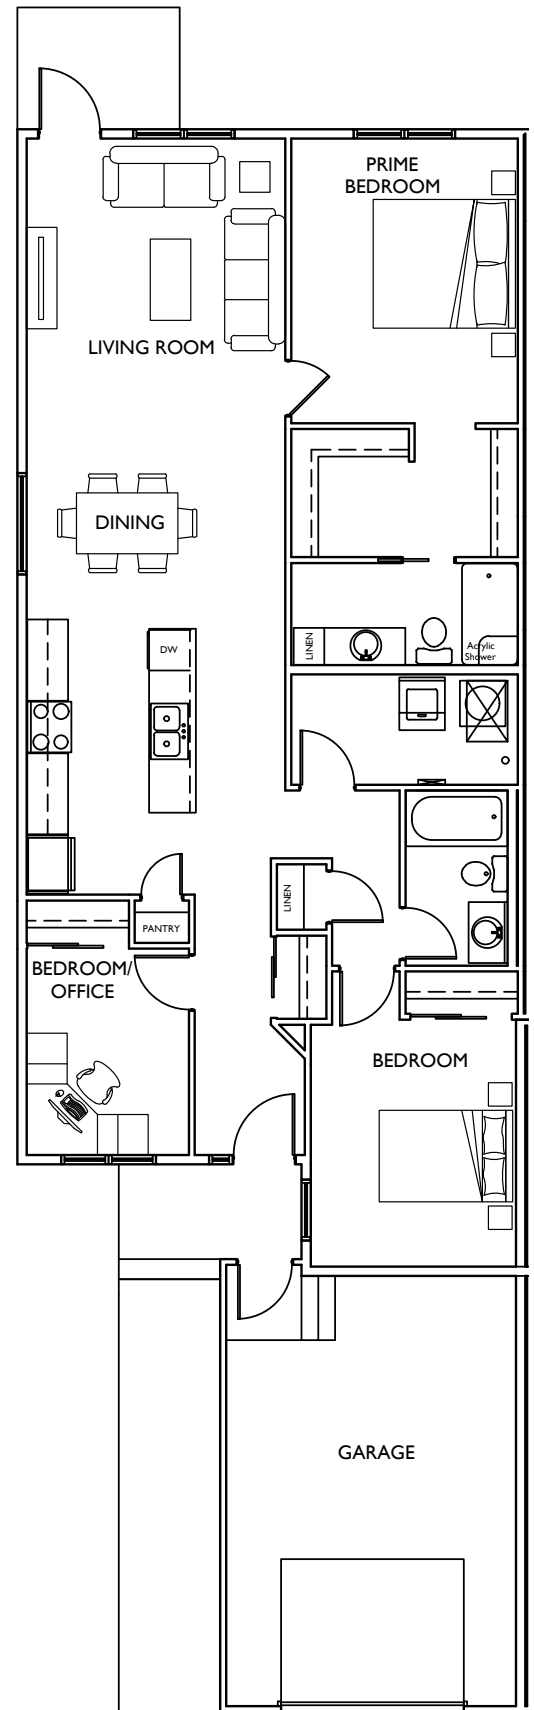 PRIME
BEDROOM
LIVING ROOM
DINING
LINEN
Acrylic
Shower
DW
LINEN
PANTRY
BEDROOM/
OFFICE
BEDROOM
GARAGE